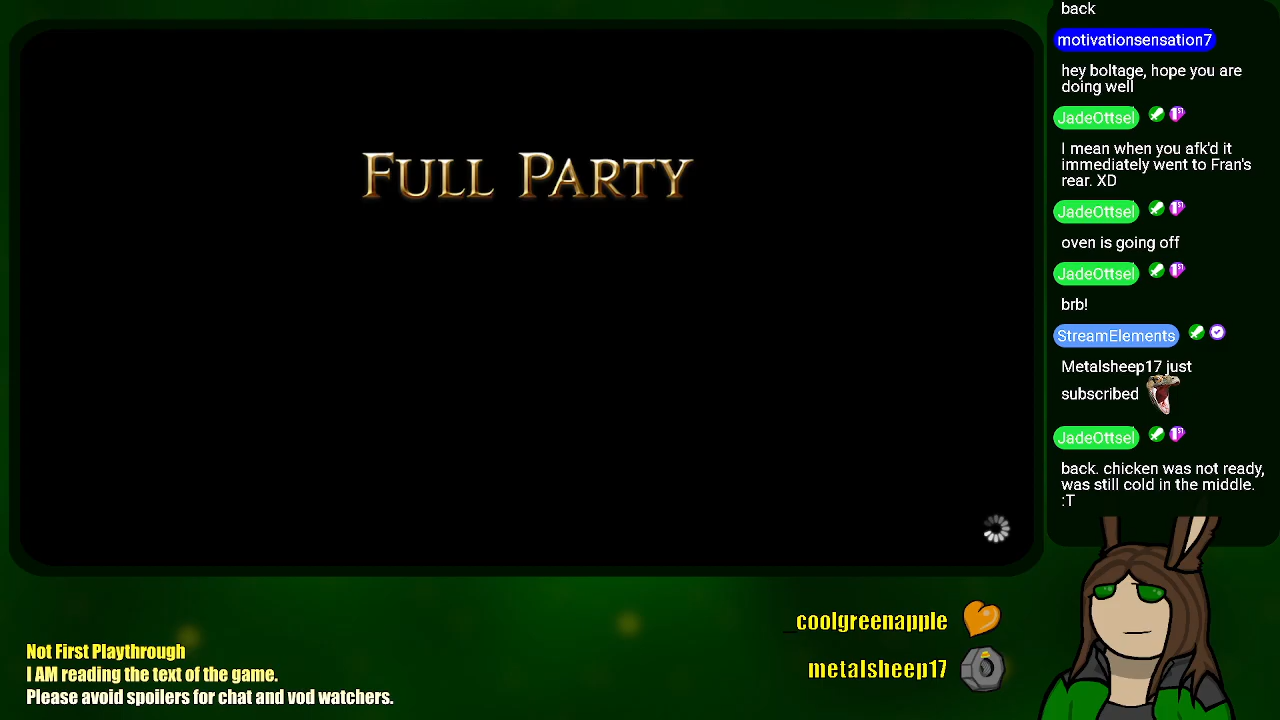 FULL PARTY
back
motivationsensation7
hey boltage, hope you are
doing well
JadeOttsel
I mean when you afk'd it
immediately went to Fran's
rear. XD
JadeOttsel
oven is going off
JadeOttsel
brb!
StreamElements
Metalsheep17 just
subscribed
JadeOttsel
back. chicken was not ready,
was still cold in the middle.
:T
_coolgreenapple
metalsheep17
Not First Playthrough
I AM reading the text of the game.
Please avoid spoilers for chat and vod watchers.